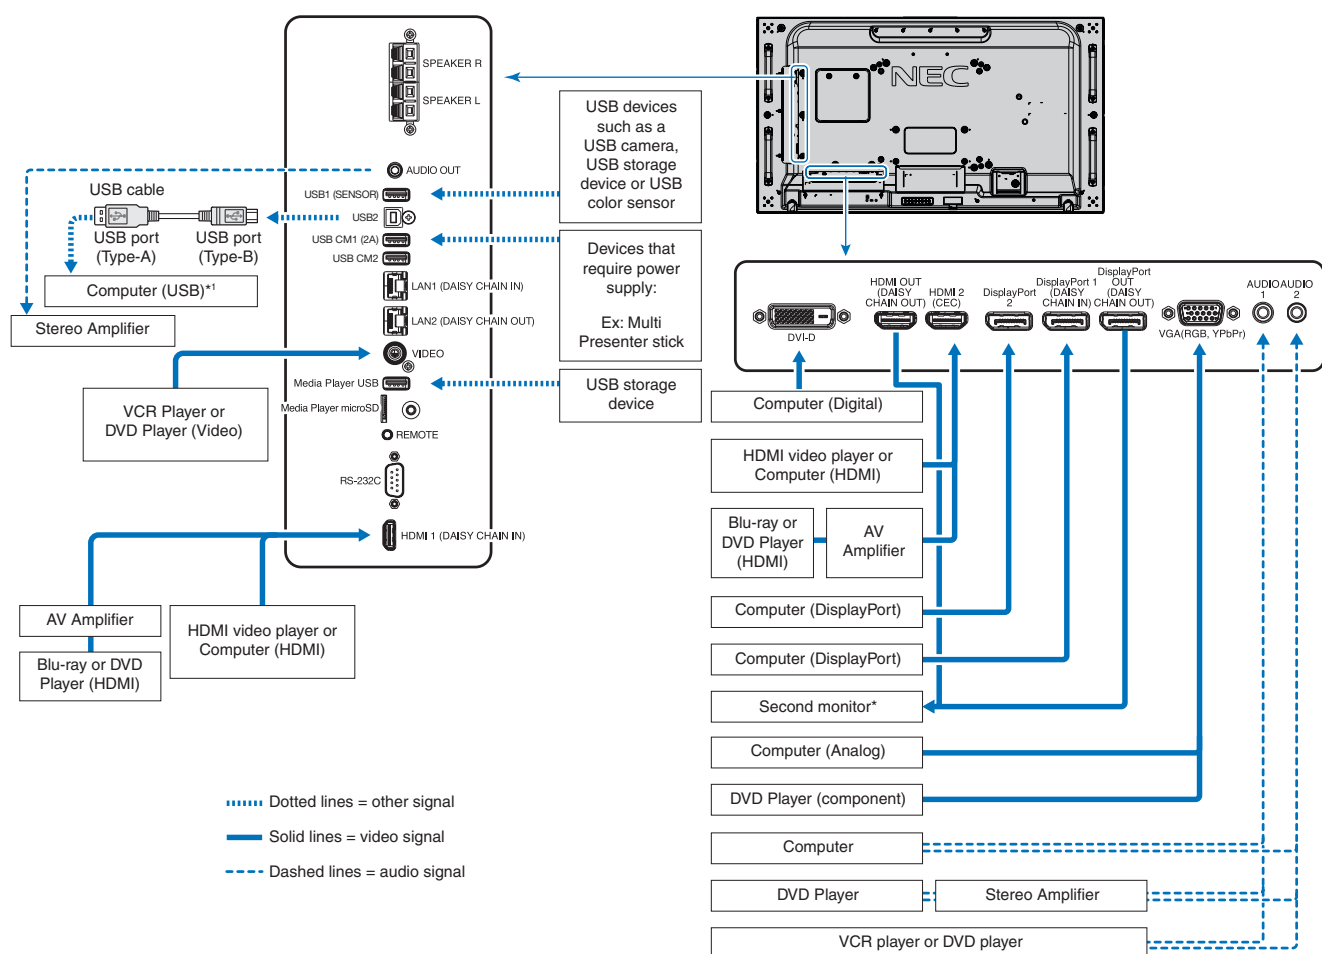 SPEAKER R
SPEAKER L
AUDIO OUT
USB1 (SENSOR)
USB2
USB CM1 (2A)
USB CM2
LAN1 (DAISY CHAIN IN)
LAN2 (DAISY CHAIN OUT)
VIDEO
Media Player USB
Media Player microSD
REMOTE
RS-232C
HDMI 1 (DAISY CHAIN IN)
USB cable
USB port
(Type-A)
USB port
(Type-B)
Computer (USB)*1
Stereo Amplifier
VCR Player or
DVD Player (Video)
AV Amplifier
Blu-ray or DVD
Player (HDMI)
HDMI video player or
Computer (HDMI)
USB devices
such as a
USB camera,
USB storage
device or USB
color sensor
Devices that
require power
supply:
Ex: Multi
Presenter stick
USB storage
device
NEC
DVI-D
HDMI OUT
(DAISY
CHAIN OUT)
HDMI 2
(CEC)
DisplayPort
2
DisplayPort 1
(DAISY
CHAIN IN)
DisplayPort
OUT
(DAISY
CHAIN OUT)
VGA(RGB, YPbPr)
AUDIO
1
AUDIO
2
Computer (Digital)
HDMI video player or
Computer (HDMI)
Blu-ray or
DVD Player
(HDMI)
AV
Amplifier
Computer (DisplayPort)
Computer (DisplayPort)
Second monitor*
Computer (Analog)
DVD Player (component)
Computer
DVD Player
Stereo Amplifier
VCR player or DVD player
Dotted lines = other signal
Solid lines = video signal
Dashed lines = audio signal